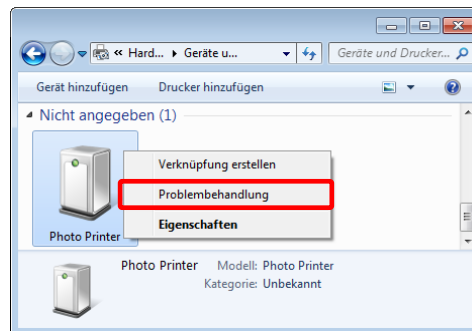 « Hard... ▸ Geräte u...
Geräte und Drucker...
Gerät hinzufügen Drucker hinzufügen
Nicht angegeben (1)
Verknüpfung erstellen
Problembehandlung
Eigenschaften
Photo Printer
Photo Printer Modell: Photo Printer
Kategorie: Unbekannt